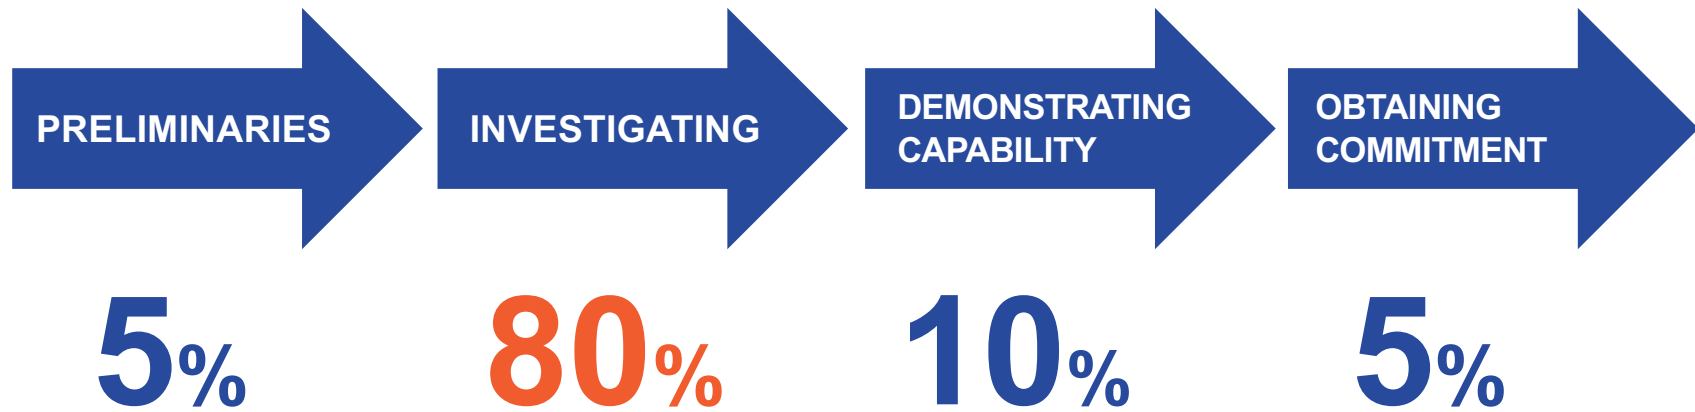 PRELIMINARIES
INVESTIGATING
DEMONSTRATING
CAPABILITY
OBTAINING
COMMITMENT
5%
80%
10%
5%